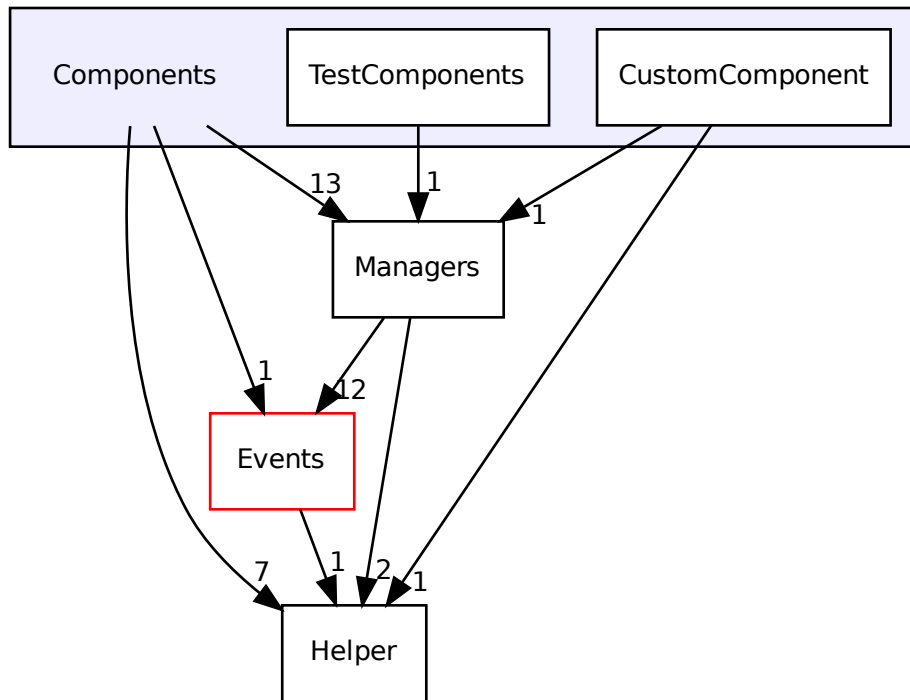 Components
TestComponents
CustomComponent
13
1
1
Managers
1
12
Events
7
1
2
1
Helper